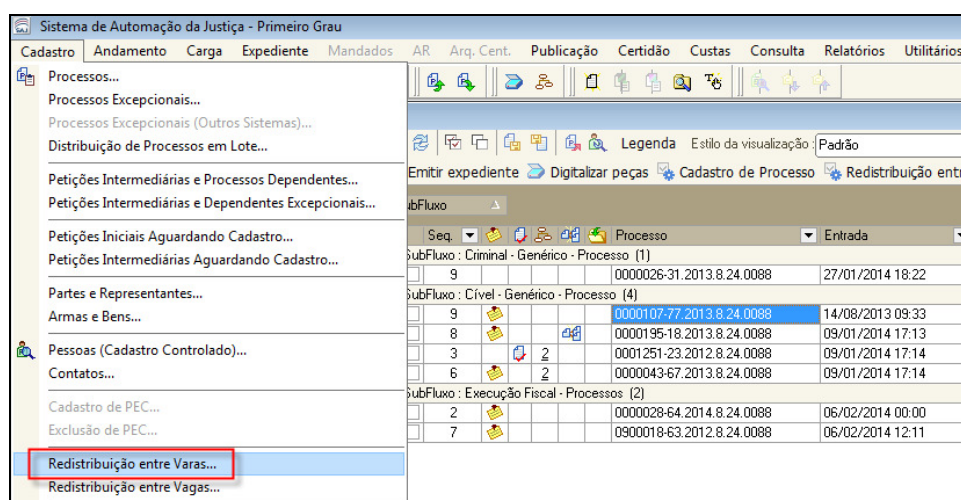 Sistema de Automação da Justiça - Primeiro Grau
Cadastro Andamento Carga Expediente Mandados AR Arq. Cent. Publicação Certidão Custas Consulta Relatórios Utilitários
Processos...
Processos Excepcionais...
Processos Excepcionais (Outros Sistemas)...
Distribuição de Processos em Lote...
Petições Intermediárias e Processos Dependentes...
Petições Intermediárias e Dependentes Excepcionais...
Petições Iniciais Aguardando Cadastro...
Petições Intermediárias Aguardando Cadastro...
Partes e Representantes...
Armas e Bens...
Pessoas (Cadastro Controlado)...
Contatos...
Cadastro de PEC...
Exclusão de PEC...
Redistribuição entre Varas...
Redistribuição entre Vagas...
Legenda Estilo da visualização: Padrão
Emitir expediente Digitalizar peças Cadastro de Processo Redistribuição entr
ubFluxo
Seq. Processo Entrada
SubFluxo : Criminal - Genérico - Processo (1)
9 0000026-31.2013.8.24.0088 27/01/2014 18:22
SubFluxo : Cível - Genérico - Processo (4)
9 0000107-77.2013.8.24.0088 14/08/2013 09:33
8 0000195-18.2013.8.24.0088 09/01/2014 17:13
3 2 0001251-23.2012.8.24.0088 09/01/2014 17:14
6 2 0000043-67.2013.8.24.0088 09/01/2014 17:14
SubFluxo : Execução Fiscal - Processos (2)
2 0000028-64.2014.8.24.0088 06/02/2014 00:00
7 0900018-63.2012.8.24.0088 06/02/2014 12:11